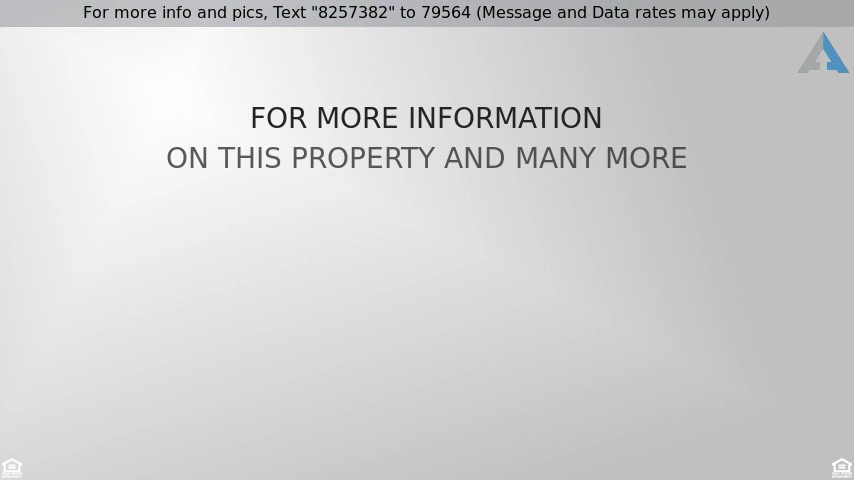 For more info and pics, Text "8257382" to 79564 (Message and Data rates may apply)
FOR MORE INFORMATION
ON THIS PROPERTY AND MANY MORE